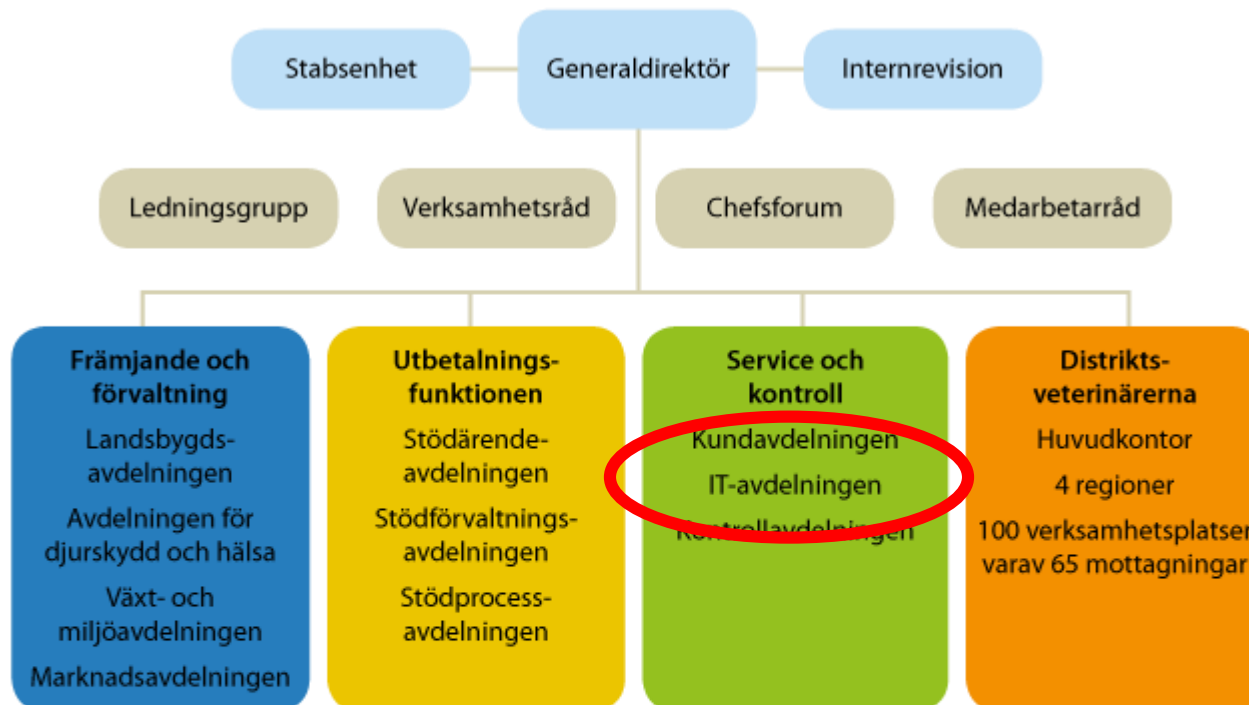 Stabsenhet
Generaldirektör
Internrevision
Ledningsgrupp
Verksamhetsråd
Chefsforum
Medarbetarråd
Främjande och
förvaltning
Landsbygds-
avdelningen
Avdelningen för
djurskydd och hälsa
Växt- och
miljöavdelningen
Marknadsavdelningen
Utbetalnings-
funktionen
Stödärende-
avdelningen
Stödförvaltnings-
avdelningen
Stödprocess-
avdelningen
Service och
kontroll
Kundavdelningen
IT-avdelningen
Kontrollavdelningen
Distrikts-
veterinärerna
Huvudkontor
4 regioner
100 verksamhetsplatser
varav 65 mottagningar